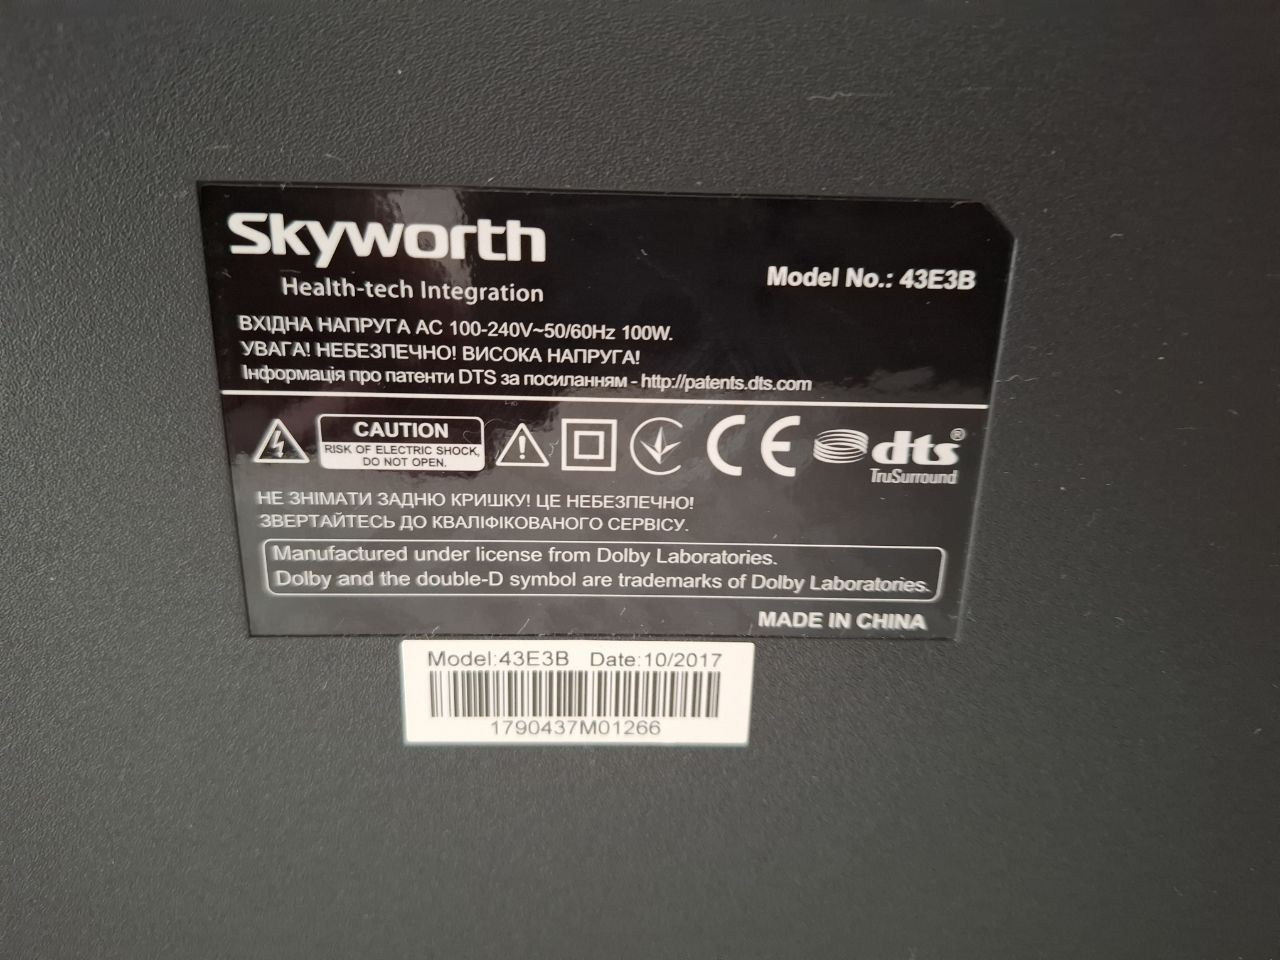 Skyworth
Health-tech Integration
Model No.: 43E3B
ВХІДНА НАПРУГА AC 100-240V~50/60Hz 100W.
УВАГА! НЕБЕЗПЕЧНО! ВИСОКА НАПРУГА!
Інформація про патенти DTS за посиланням - http://patents.dts.com
CAUTION
RISK OF ELECTRIC SHOCK,
DO NOT OPEN.
CE
dts®
TruSurround
НЕ ЗНІМАТИ ЗАДНЮ КРИШКУ! ЦЕ НЕБЕЗПЕЧНО!
ЗВЕРТАЙТЕСЬ ДО КВАЛІФІКОВАНОГО СЕРВІСУ.
Manufactured under license from Dolby Laboratories.
Dolby and the double-D symbol are trademarks of Dolby Laboratories.
MADE IN CHINA
Model:43E3B Date:10/2017
1790437M01266